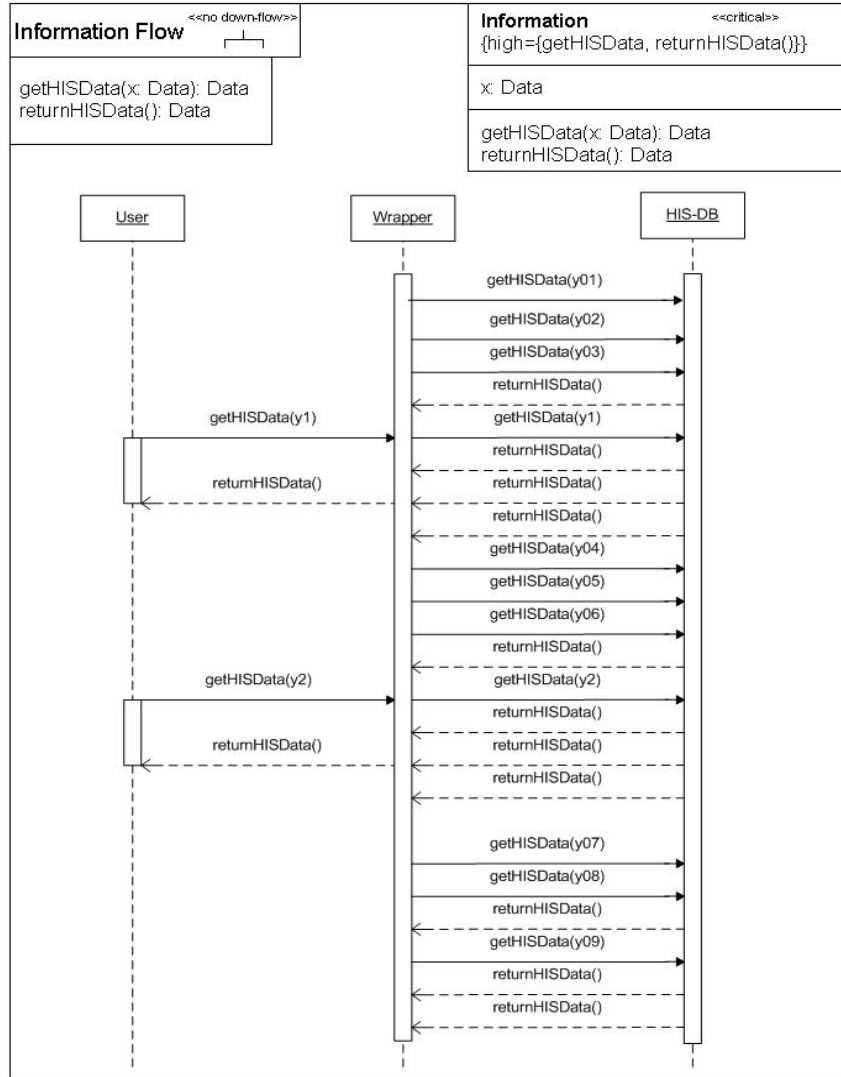 Information Flow
<<no down-flow>>
getHISData(x: Data): Data
returnHISData(): Data
Information
<<critical>>
{high={getHISData, returnHISData()}}
x: Data
getHISData(x: Data): Data
returnHISData(): Data
User
Wrapper
HIS-DB
getHISData(y01)
getHISData(y02)
getHISData(y03)
returnHISData()
getHISData(y1)
getHISData(y1)
returnHISData()
returnHISData()
returnHISData()
returnHISData()
getHISData(y04)
getHISData(y05)
getHISData(y06)
returnHISData()
getHISData(y2)
getHISData(y2)
returnHISData()
returnHISData()
returnHISData()
returnHISData()
getHISData(y07)
getHISData(y08)
returnHISData()
getHISData(y09)
returnHISData()
returnHISData()